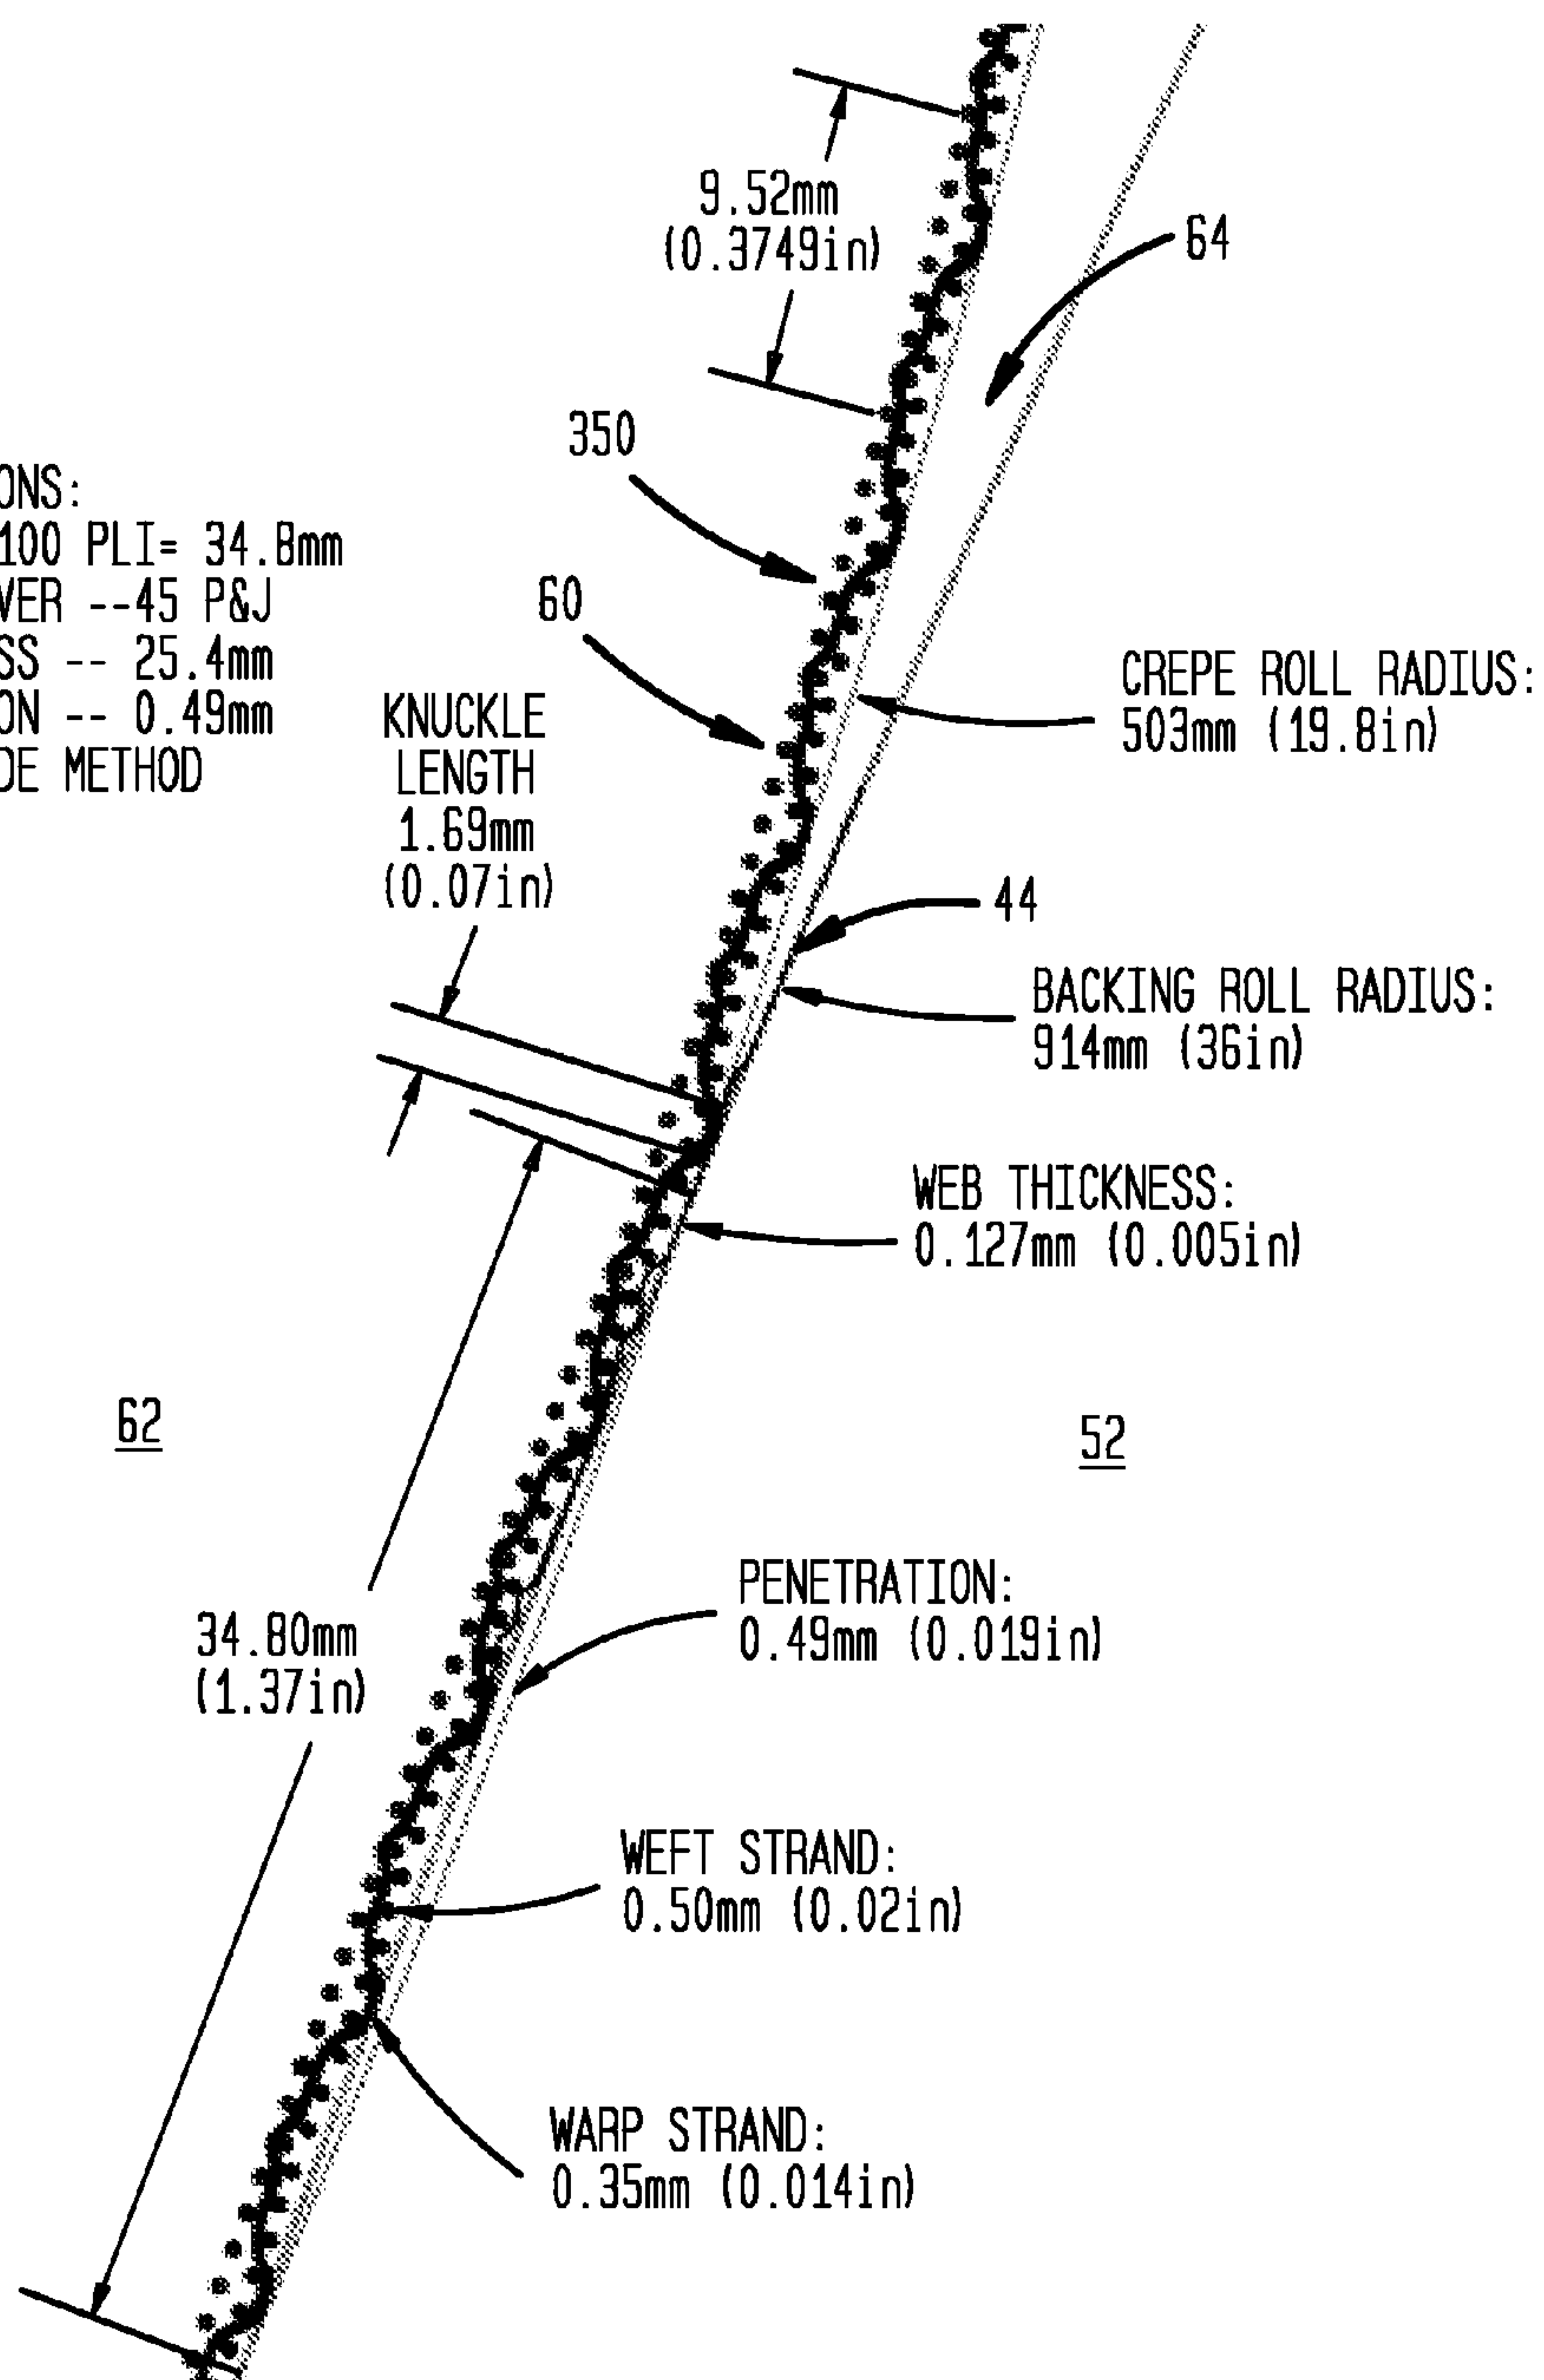 9.52mm
(0.3749in)
64
350
ONS:
100 PLI= 34.8mm
VER --45 P&J
SS -- 25.4mm
ON -- 0.49mm
DE METHOD
60
KNUCKLE
LENGTH
1.69mm
(0.07in)
CREPE ROLL RADIUS:
503mm (19.8in)
44
BACKING ROLL RADIUS:
914mm (36in)
WEB THICKNESS:
0.127mm (0.005in)
62
52
34.80mm
(1.37in)
PENETRATION:
0.49mm (0.019in)
WEFT STRAND:
0.50mm (0.02in)
WARP STRAND:
0.35mm (0.014in)